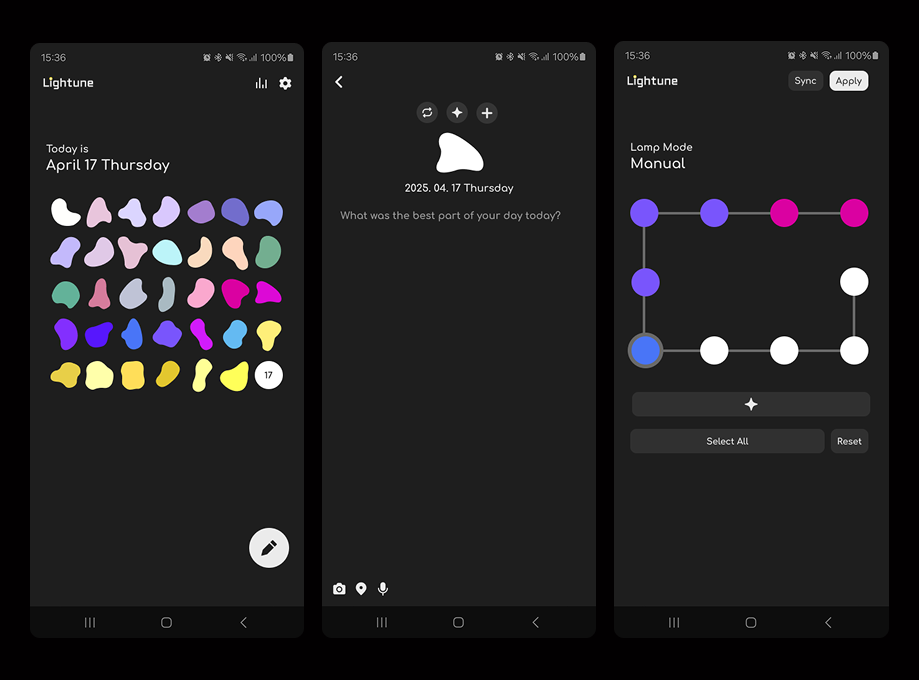 15:36
100%
Lightune
Today is
April 17 Thursday
17
15:36
100%
2025. 04. 17 Thursday
What was the best part of your day today?
15:36
100%
Lightune
Sync
Apply
Lamp Mode
Manual
Select All
Reset